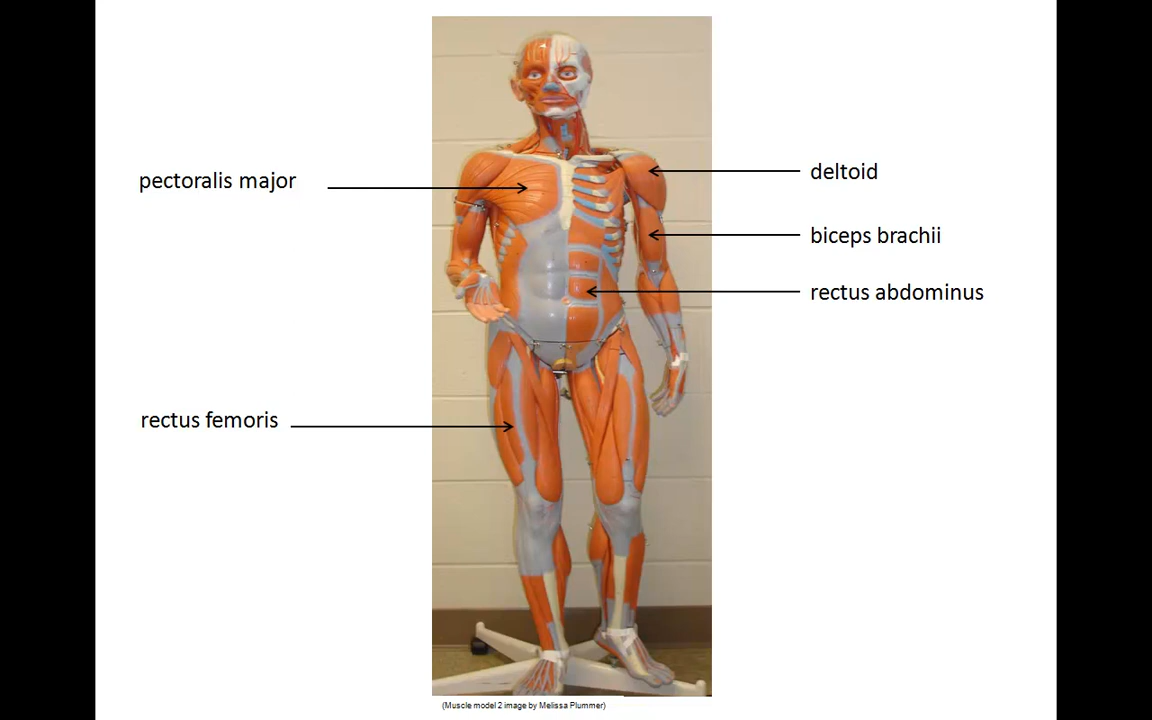 pectoralis major
deltoid
biceps brachii
rectus abdominus
rectus femoris
(Muscle model 2 image by Melissa Plummer)